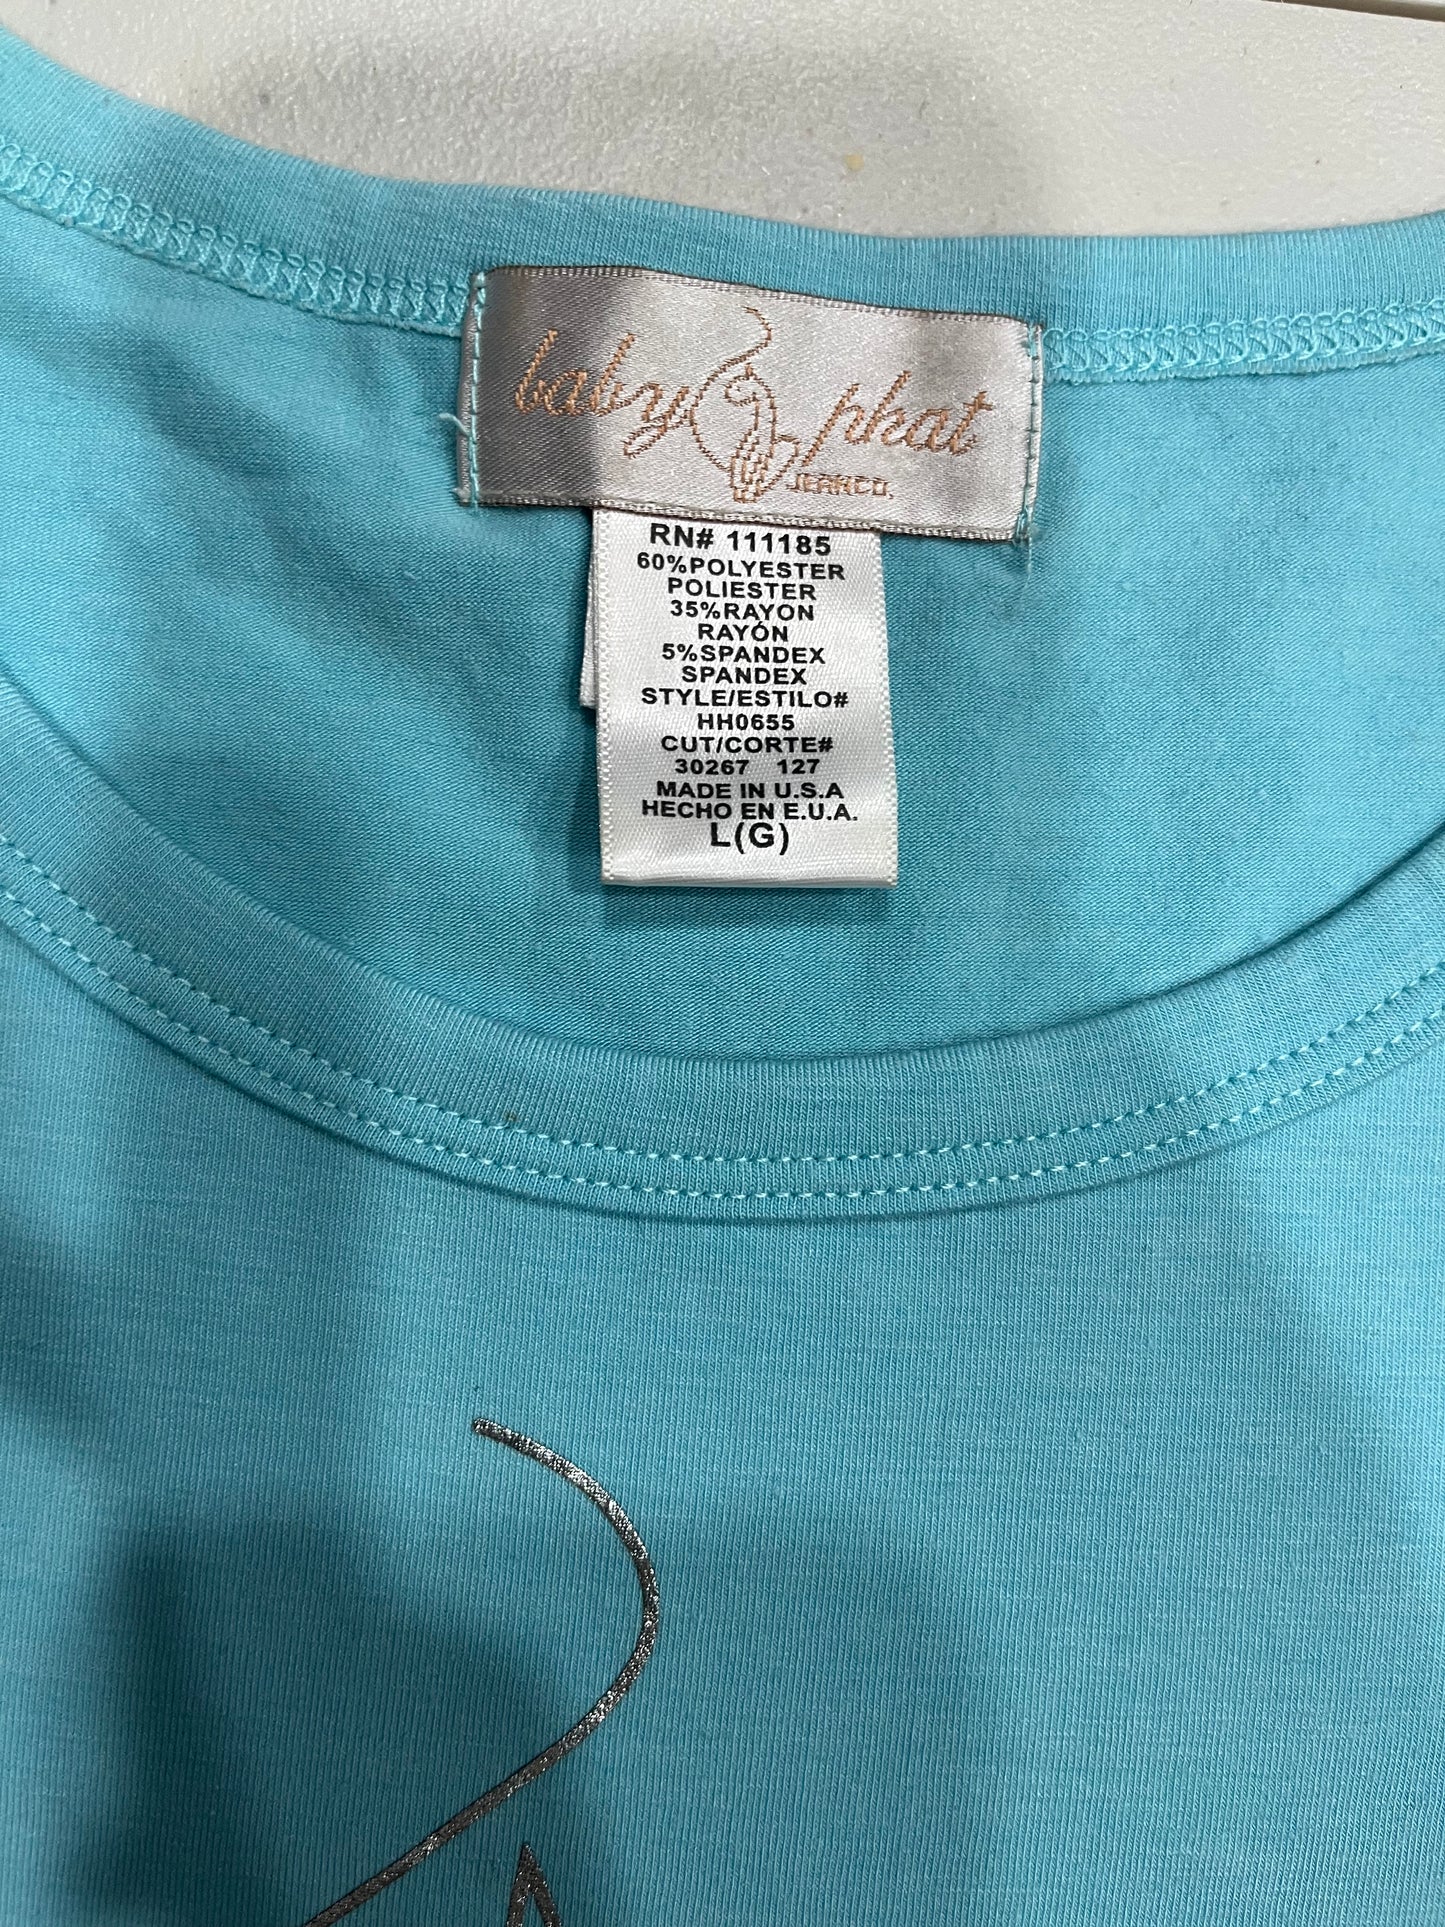 baby phat
JEANCO.
RN# 111185
60%POLYESTER
POLIESTER
35%RAYON
RAYÓN
5%SPANDEX
SPANDEX
STYLE/ESTILO#
HH0655
CUT/CORTE#
30267 127
MADE IN U.S.A
HECHO EN E.U.A.
L(G)